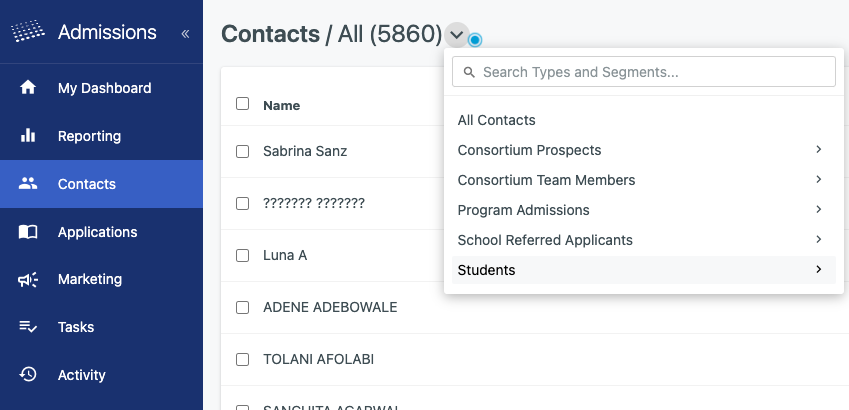 Admissions «
My Dashboard
Reporting
Contacts
Applications
Marketing
Tasks
Activity
Contacts / All (5860)
Search Types and Segments...
All Contacts
Consortium Prospects
Consortium Team Members
Program Admissions
School Referred Applicants
Students
Name
Sabrina Sanz
??????? ???????
Luna A
ADENE ADEBOWALE
TOLANI AFOLABI